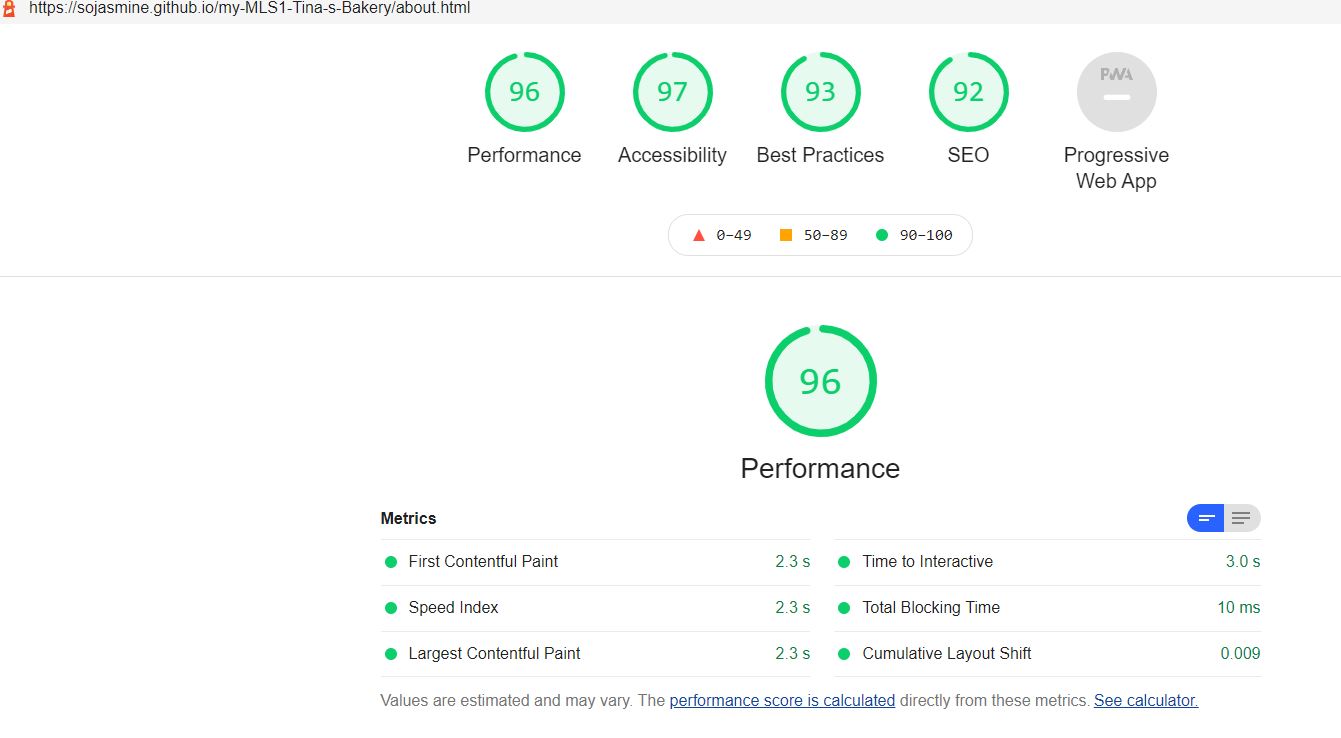 https://sojasmine.github.io/my-MLS1-Tina-s-Bakery/about.html
96 97 93 92 PWA
Performance Accessibility Best Practices SEO Progressive
Web App
0–49 50–89 90–100
96
Performance
Metrics
First Contentful Paint 2.3 s Time to Interactive 3.0 s
Speed Index 2.3 s Total Blocking Time 10 ms
Largest Contentful Paint 2.3 s Cumulative Layout Shift 0.009
Values are estimated and may vary. The performance score is calculated directly from these metrics. See calculator.